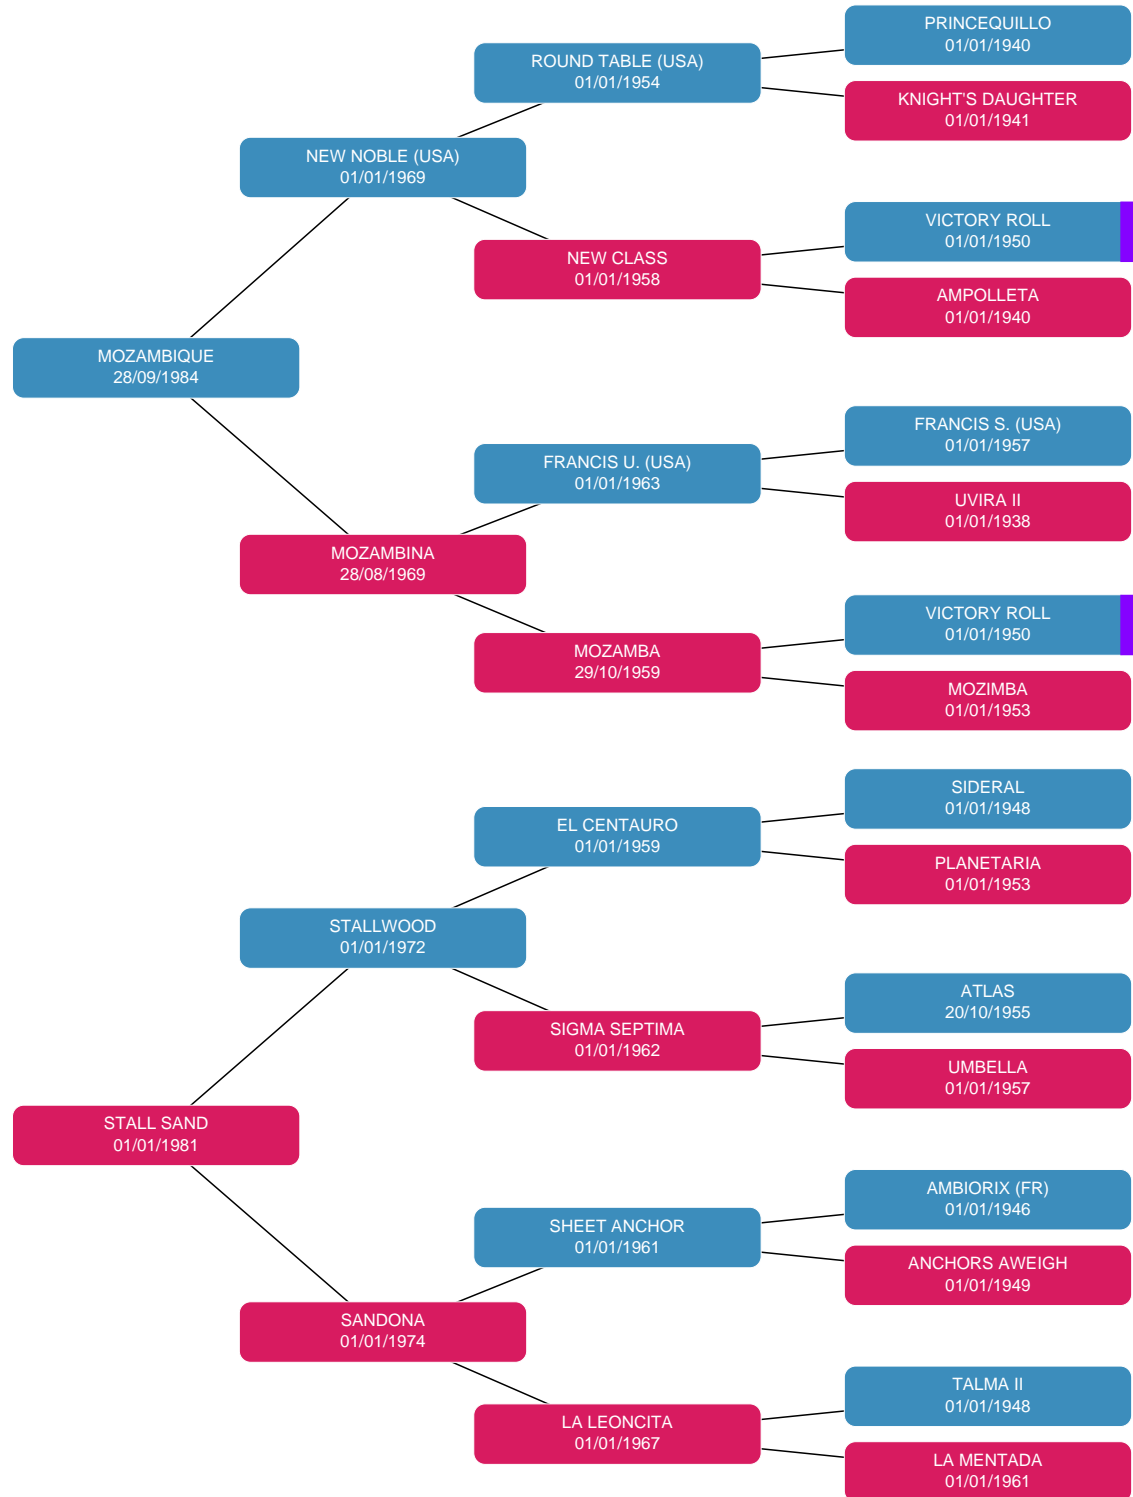 PRINCEQUILLO
01/01/1940
ROUND TABLE (USA)
01/01/1954
KNIGHT'S DAUGHTER
01/01/1941
NEW NOBLE (USA)
01/01/1969
VICTORY ROLL
01/01/1950
NEW CLASS
01/01/1958
AMPOLLETA
01/01/1940
MOZAMBIQUE
28/09/1984
FRANCIS S. (USA)
01/01/1957
FRANCIS U. (USA)
01/01/1963
UVIRA II
01/01/1938
MOZAMBINA
28/08/1969
VICTORY ROLL
01/01/1950
MOZAMBA
29/10/1959
MOZIMBA
01/01/1953
SIDERAL
01/01/1948
EL CENTAURO
01/01/1959
PLANETARIA
01/01/1953
STALLWOOD
01/01/1972
ATLAS
20/10/1955
SIGMA SEPTIMA
01/01/1962
UMBELLA
01/01/1957
STALL SAND
01/01/1981
AMBIORIX (FR)
01/01/1946
SHEET ANCHOR
01/01/1961
ANCHORS AWEIGH
01/01/1949
SANDONA
01/01/1974
TALMA II
01/01/1948
LA LEONCITA
01/01/1967
LA MENTADA
01/01/1961